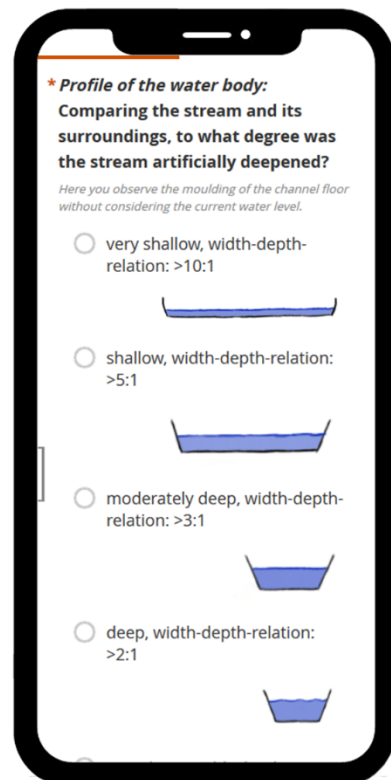 * Profile of the water body:
Comparing the stream and its
surroundings, to what degree was
the stream artificially deepened?
Here you observe the moulding of the channel floor
without considering the current water level.
very shallow, width-depth-
relation: >10:1
shallow, width-depth-relation:
>5:1
moderately deep, width-depth-
relation: >3:1
deep, width-depth-relation:
>2:1